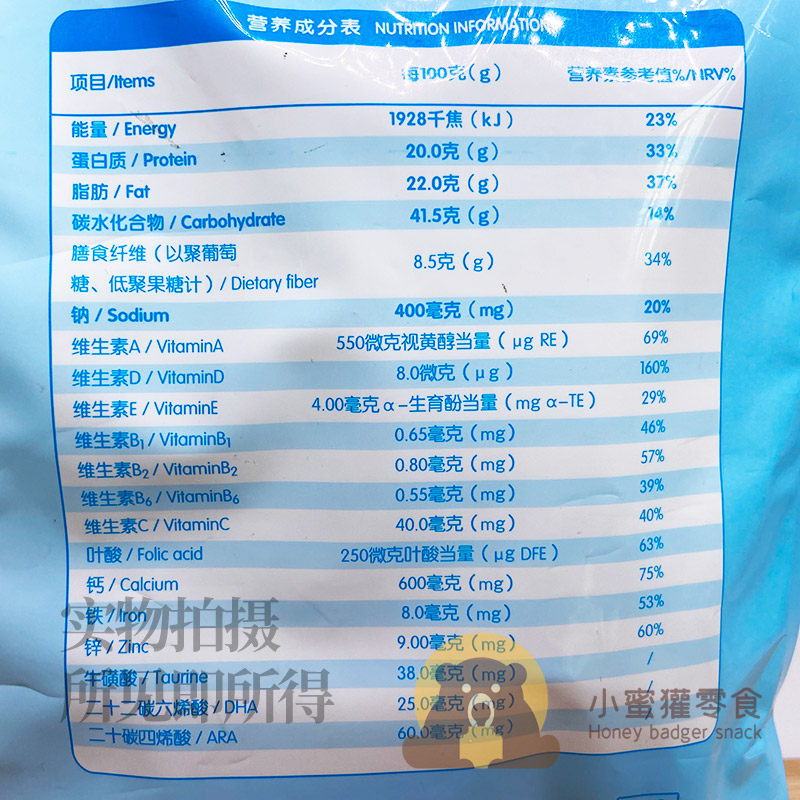 营养成分表 NUTRITION INFORMATION
项目/Items 每100克(g) 营养素参考值%/NRV%
能量 / Energy 1928千焦(kJ) 23%
蛋白质 / Protein 20.0克(g) 33%
脂肪 / Fat 22.0克(g) 37%
碳水化合物 / Carbohydrate 41.5克(g) 14%
膳食纤维(以聚葡萄
糖、低聚果糖计) / Dietary fiber 8.5克(g) 34%
钠 / Sodium 400毫克(mg) 20%
维生素A / VitaminA 550微克视黄醇当量(μg RE) 69%
维生素D / VitaminD 8.0微克(μg) 160%
维生素E / VitaminE 4.00毫克α-生育酚当量(mg α-TE) 29%
维生素B₁ / VitaminB₁ 0.65毫克(mg) 46%
维生素B₂ / VitaminB₂ 0.80毫克(mg) 57%
维生素B₆ / VitaminB₆ 0.55毫克(mg) 39%
维生素C / VitaminC 40.0毫克(mg) 40%
叶酸 / Folic acid 250微克叶酸当量(μg DFE) 63%
钙 / Calcium 600毫克(mg) 75%
铁 / Iron 8.0毫克(mg) 53%
锌 / Zinc 9.00毫克(mg) 60%
牛磺酸 / Taurine 38.0毫克(mg) /
二十二碳六烯酸 / DHA 25.0毫克(mg) /
二十碳四烯酸 / ARA 60.0毫克(mg)
实物拍摄
所见即所得
小蜜獾零食
Honey badger snack